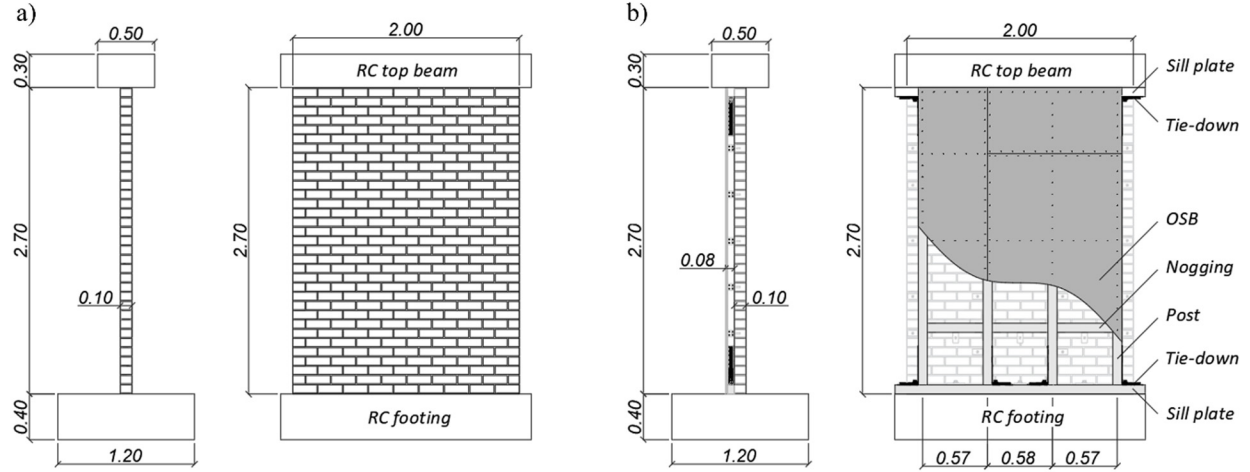 a)
0.50
2.00
0.30
RC top beam
2.70
2.70
0.10
0.40
RC footing
1.20
b)
0.50
2.00
0.30
RC top beam
Sill plate
Tie-down
2.70
2.70
OSB
0.08
Nogging
0.10
Post
Tie-down
0.40
RC footing
Sill plate
1.20
0.57
0.58
0.57